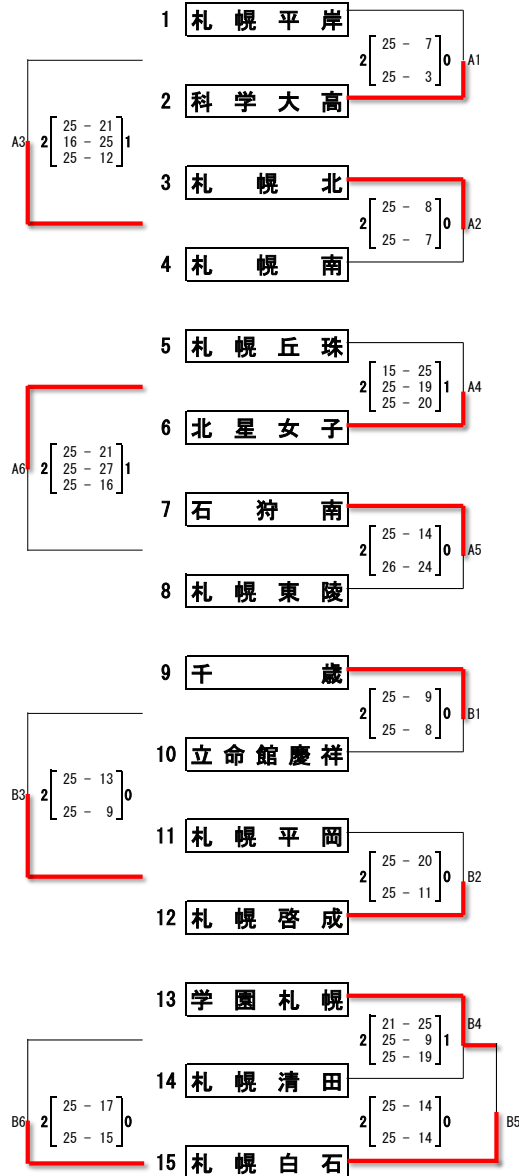 1 札幌平岸
2 [ 25 - 7 ] 0 A1
25 - 3
2 科学大高
A3 2 [ 25 - 21 ] 1
16 - 25
25 - 12
3 札幌北
2 [ 25 - 8 ] 0 A2
25 - 7
4 札幌南
5 札幌丘珠
2 [ 15 - 25 ] 1 A4
25 - 19
25 - 20
6 北星女子
A6 2 [ 25 - 21 ] 1
25 - 27
25 - 16
7 石狩南
2 [ 25 - 14 ] 0 A5
26 - 24
8 札幌東陵
9 千歳
2 [ 25 - 9 ] 0 B1
25 - 8
10 立命館慶祥
B3 2 [ 25 - 13 ] 0
25 - 9
11 札幌平岡
2 [ 25 - 20 ] 0 B2
25 - 11
12 札幌啓成
13 学園札幌
2 [ 21 - 25 ] 1 B4
25 - 9
25 - 19
14 札幌清田
B6 2 [ 25 - 17 ] 0
25 - 15
2 [ 25 - 14 ] 0 B5
25 - 14
15 札幌白石